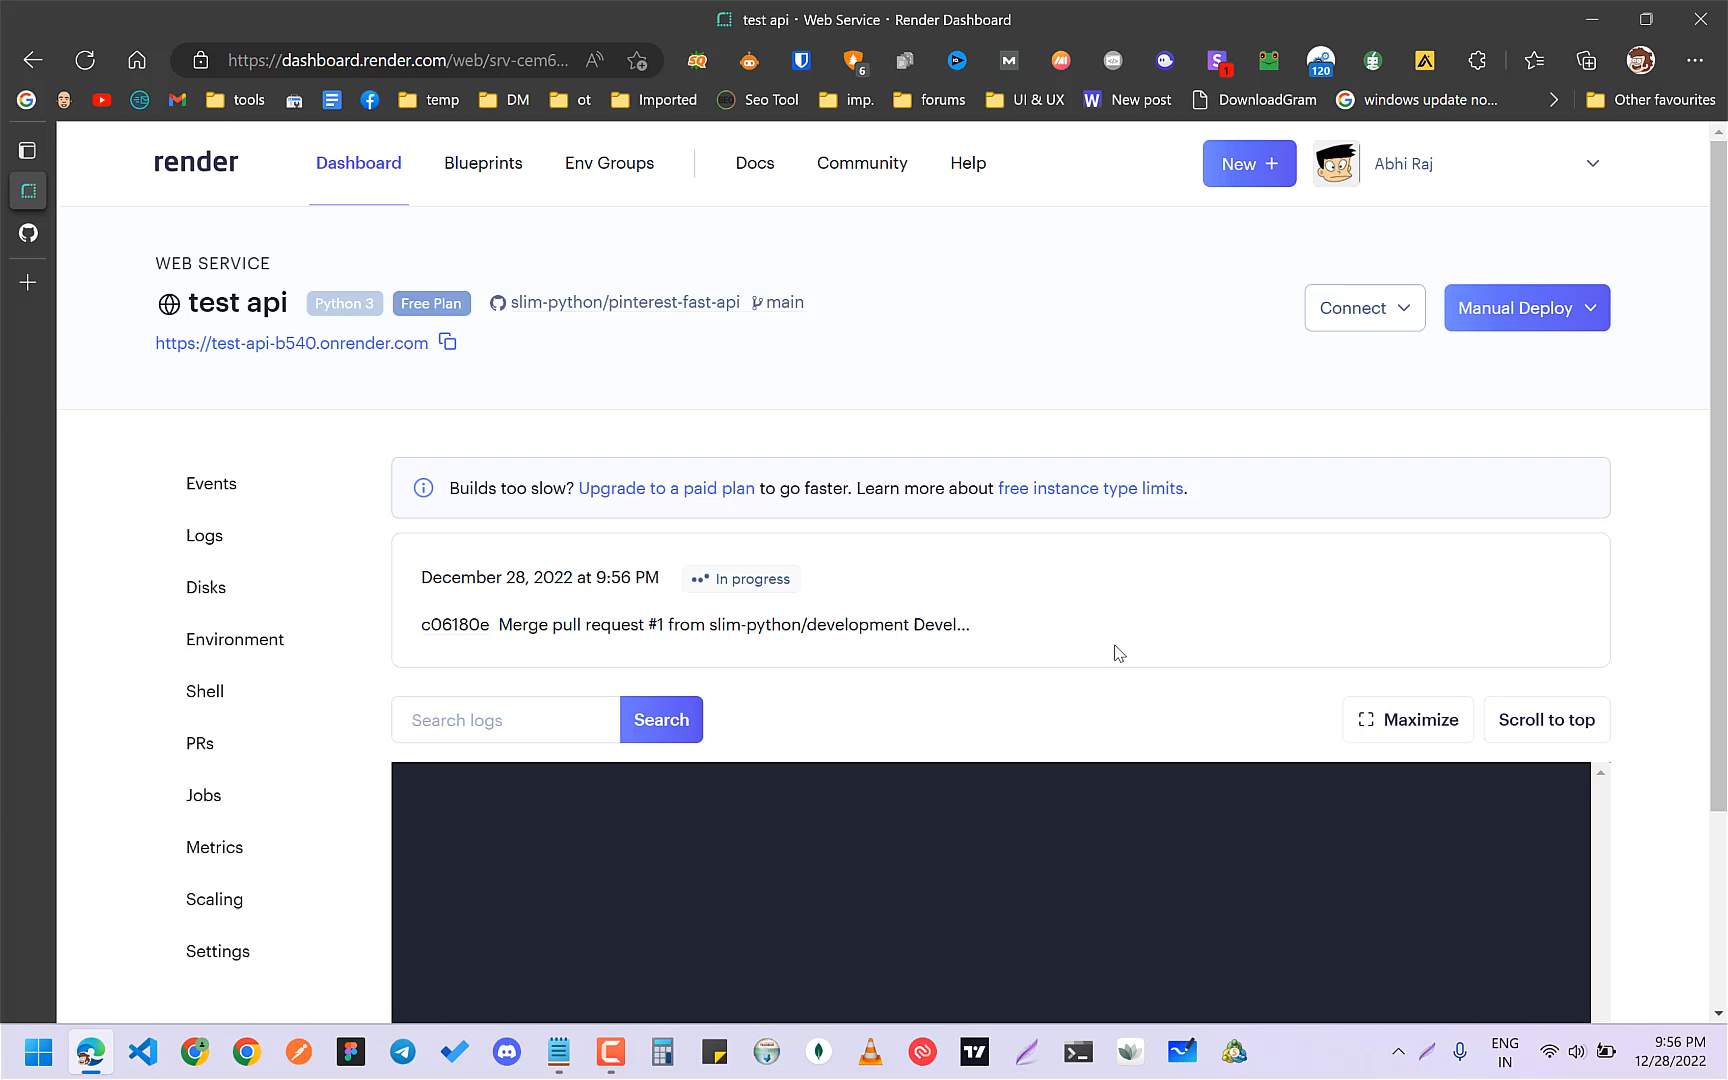 test api · Web Service · Render Dashboard
https://dashboard.render.com/web/srv-cem6...
6
1
120
tools
temp
DM
ot
Imported
Seo Tool
imp.
forums
UI & UX
New post
DownloadGram
windows update no...
Other favourites
render
Dashboard
Blueprints
Env Groups
Docs
Community
Help
New +
Abhi Raj
WEB SERVICE
test api
Python 3
Free Plan
slim-python/pinterest-fast-api
main
Connect
Manual Deploy
https://test-api-b540.onrender.com
Events
Logs
Disks
Environment
Shell
PRs
Jobs
Metrics
Scaling
Settings
Builds too slow? Upgrade to a paid plan to go faster. Learn more about free instance type limits.
December 28, 2022 at 9:56 PM
In progress
c06180e Merge pull request #1 from slim-python/development Devel...
Search logs
Search
Maximize
Scroll to top
ENG
IN
9:56 PM
12/28/2022